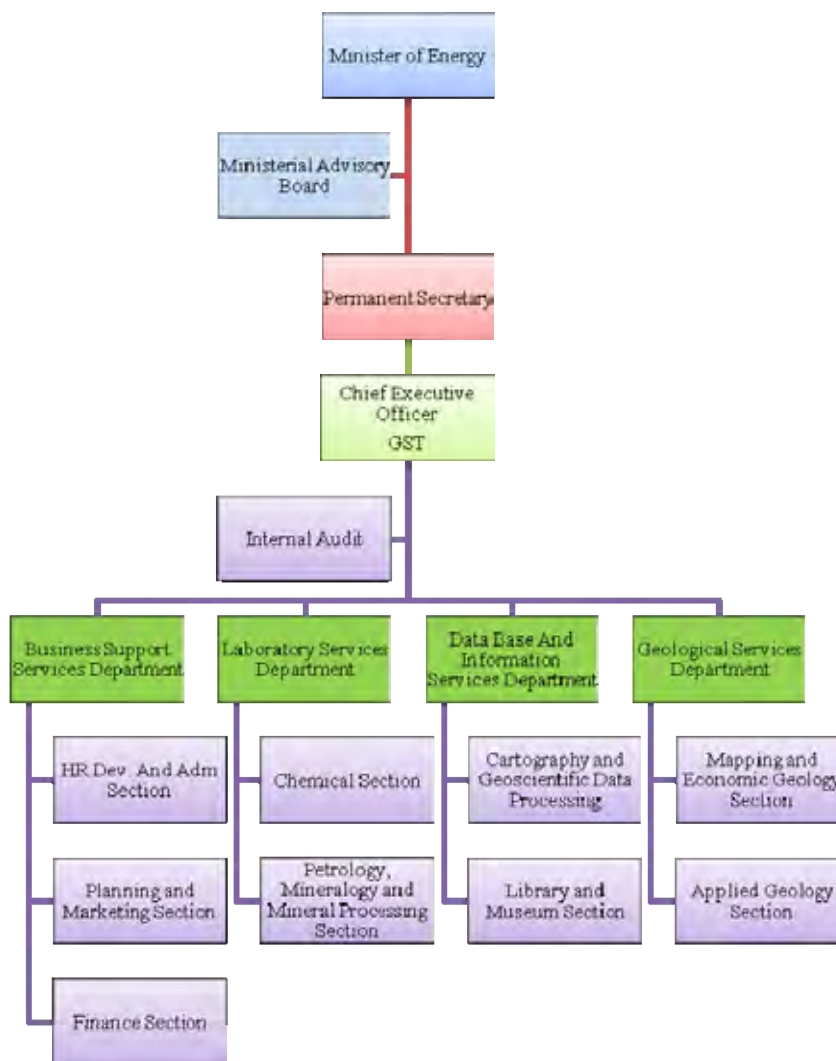 Minister of Energy
Ministerial Advisory
Board
Permanent Secretary
Chief Executive
Officer
GST
Internal Audit
Business Support
Services Department
Laboratory Services
Department
Data Base And
Information
Services Department
Geological Services
Department
HR Dev. And Adm
Section
Chemical Section
Cartography and
Geoscientific Data
Processing
Mapping and
Economic Geology
Section
Planning and
Marketing Section
Petrology,
Mineralogy and
Mineral Processing
Section
Library and
Museum Section
Applied Geology
Section
Finance Section